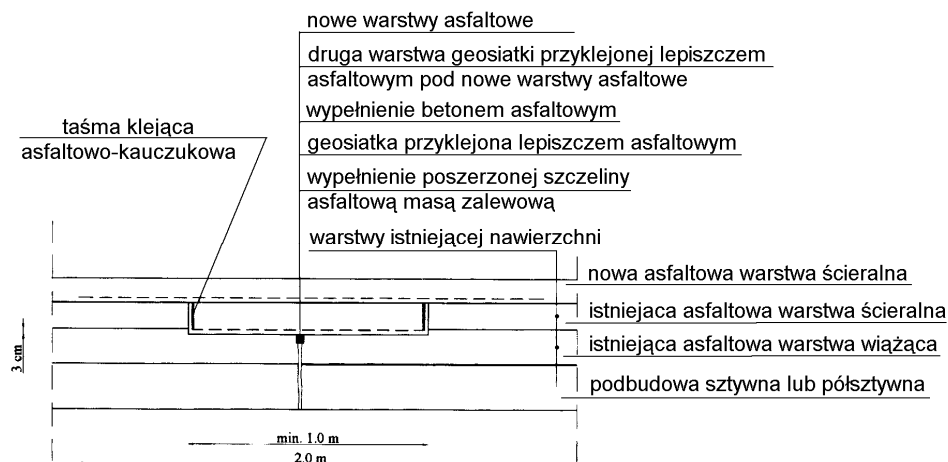 nowe warstwy asfaltowe
druga warstwa geosiatki przyklejonej lepiszczem
asfaltowym pod nowe warstwy asfaltowe
wypełnienie betonem asfaltowym
geosiatka przyklejona lepiszczem asfaltowym
wypełnienie poszerzonej szczeliny
asfaltową masą zalewową
warstwy istniejącej nawierzchni
taśma klejąca
asfaltowo-kauczukowa
nowa asfaltowa warstwa ścieralna
istniejaca asfaltowa warstwa ścieralna
istniejąca asfaltowa warstwa wiążąca
podbudowa sztywna lub półsztywna
3 cm
min. 1.0 m
2.0 m